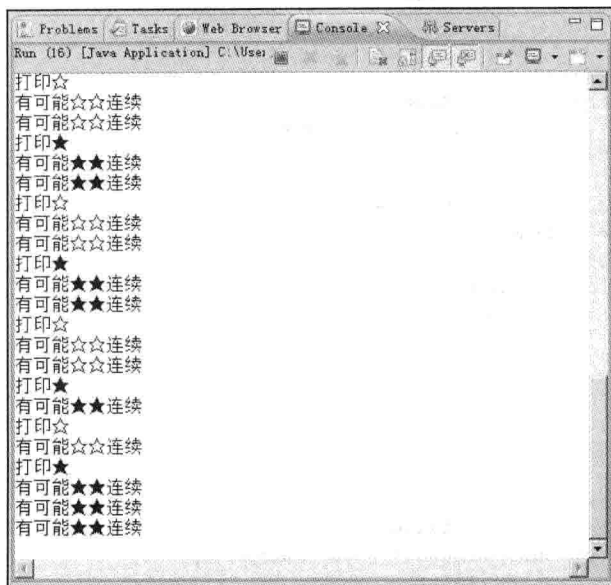 Problems Tasks Web Browser Console Servers
Run (16) [Java Application] C:\User
打印☆
有可能☆☆连续
有可能☆☆连续
打印★
有可能★★连续
有可能★★连续
打印☆
有可能☆☆连续
有可能☆☆连续
打印★
有可能★★连续
有可能★★连续
打印☆
有可能☆☆连续
有可能☆☆连续
打印★
有可能★★连续
打印☆
有可能☆☆连续
打印★
有可能★★连续
有可能★★连续
有可能★★连续